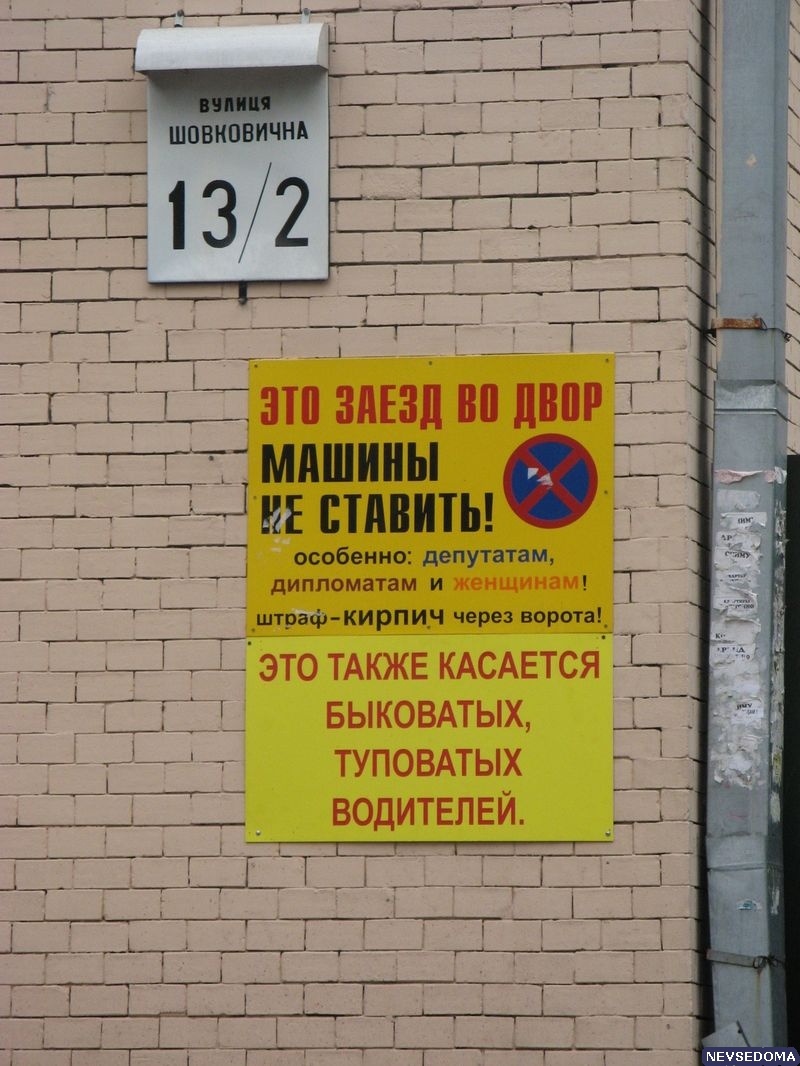 ВУЛИЦЯ
ШОВКОВИЧНА
13/2
ЭТО ЗАЕЗД ВО ДВОР
МАШИНЫ
НЕ СТАВИТЬ!
особенно: депутатам,
дипломатам и женщинам!
штраф-кирпич через ворота!
ЭТО ТАКЖЕ КАСАЕТСЯ
БЫКОВАТЫХ,
ТУПОВАТЫХ
ВОДИТЕЛЕЙ.
NEVSEDOMA